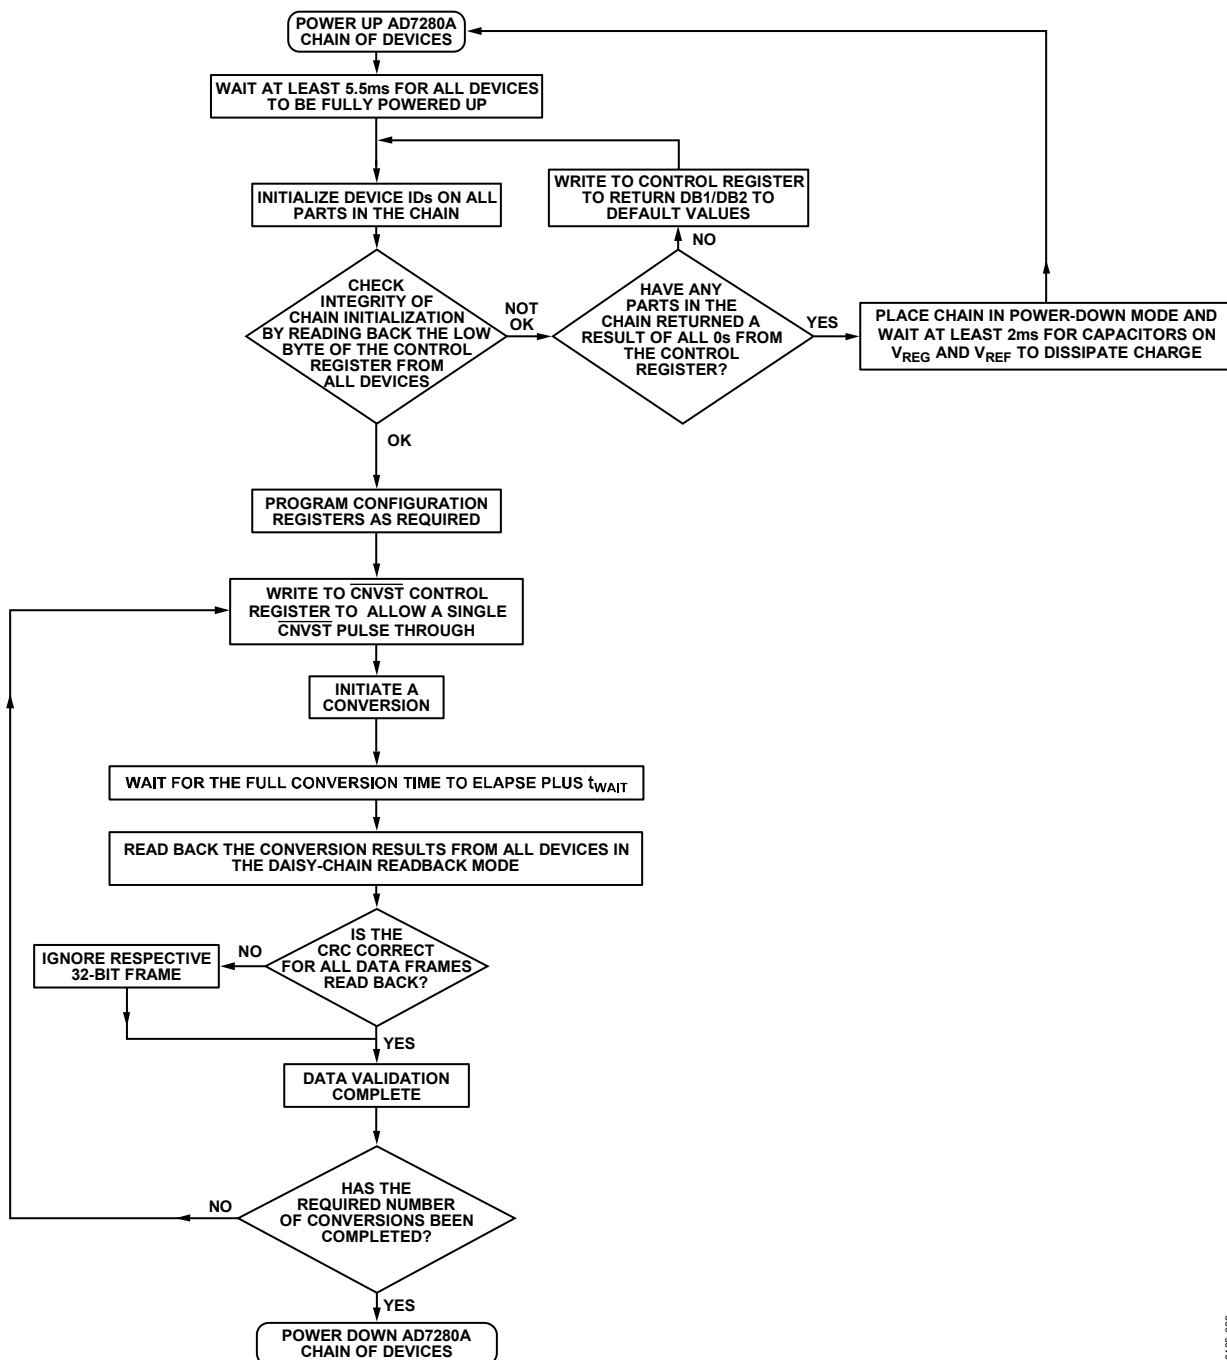 POWER UP AD7280A
CHAIN OF DEVICES
WAIT AT LEAST 5.5ms FOR ALL DEVICES
TO BE FULLY POWERED UP
INITIALIZE DEVICE IDs ON ALL
PARTS IN THE CHAIN
WRITE TO CONTROL REGISTER
TO RETURN DB1/DB2 TO
DEFAULT VALUES
NO
CHECK
INTEGRITY OF
CHAIN INITIALIZATION
BY READING BACK THE LOW
BYTE OF THE CONTROL
REGISTER FROM
ALL DEVICES
NOT
OK
HAVE ANY
PARTS IN THE
CHAIN RETURNED A
RESULT OF ALL 0s FROM
THE CONTROL
REGISTER?
YES
PLACE CHAIN IN POWER-DOWN MODE AND
WAIT AT LEAST 2ms FOR CAPACITORS ON
VREG AND VREF TO DISSIPATE CHARGE
OK
PROGRAM CONFIGURATION
REGISTERS AS REQUIRED
WRITE TO CNVST CONTROL
REGISTER TO ALLOW A SINGLE
CNVST PULSE THROUGH
INITIATE A
CONVERSION
WAIT FOR THE FULL CONVERSION TIME TO ELAPSE PLUS tWAIT
READ BACK THE CONVERSION RESULTS FROM ALL DEVICES IN
THE DAISY-CHAIN READBACK MODE
IS THE
CRC CORRECT
FOR ALL DATA FRAMES
READ BACK?
NO
IGNORE RESPECTIVE
32-BIT FRAME
YES
DATA VALIDATION
COMPLETE
HAS THE
REQUIRED NUMBER
OF CONVERSIONS BEEN
COMPLETED?
NO
YES
POWER DOWN AD7280A
CHAIN OF DEVICES